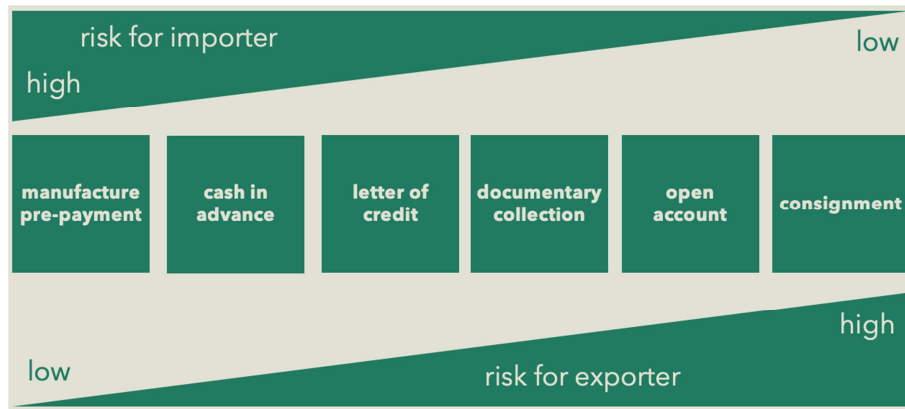 risk for importer
low
high
manufacture
pre-payment
cash in
advance
letter of
credit
documentary
collection
open
account
consignment
high
low
risk for exporter